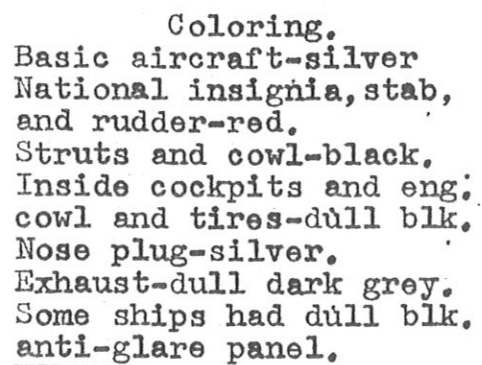 Coloring.
Basic aircraft-silver
National insignia, stab,
and rudder-red.
Struts and cowl-black.
Inside cockpits and eng.
cowl and tires-dull blk.
Nose plug-silver.
Exhaust-dull dark grey.
Some ships had dull blk.
anti-glare panel.